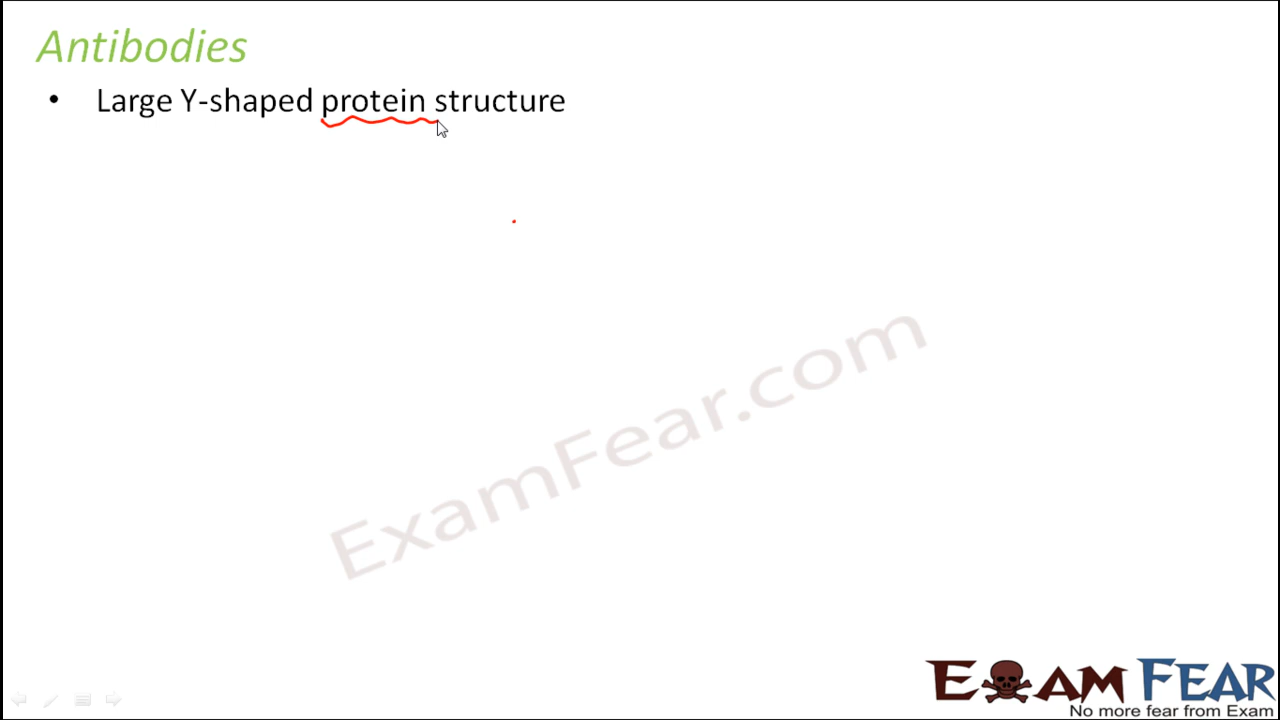 Antibodies
• Large Y-shaped protein structure
ExamFear.com
EXAM FEAR
No more fear from Exam